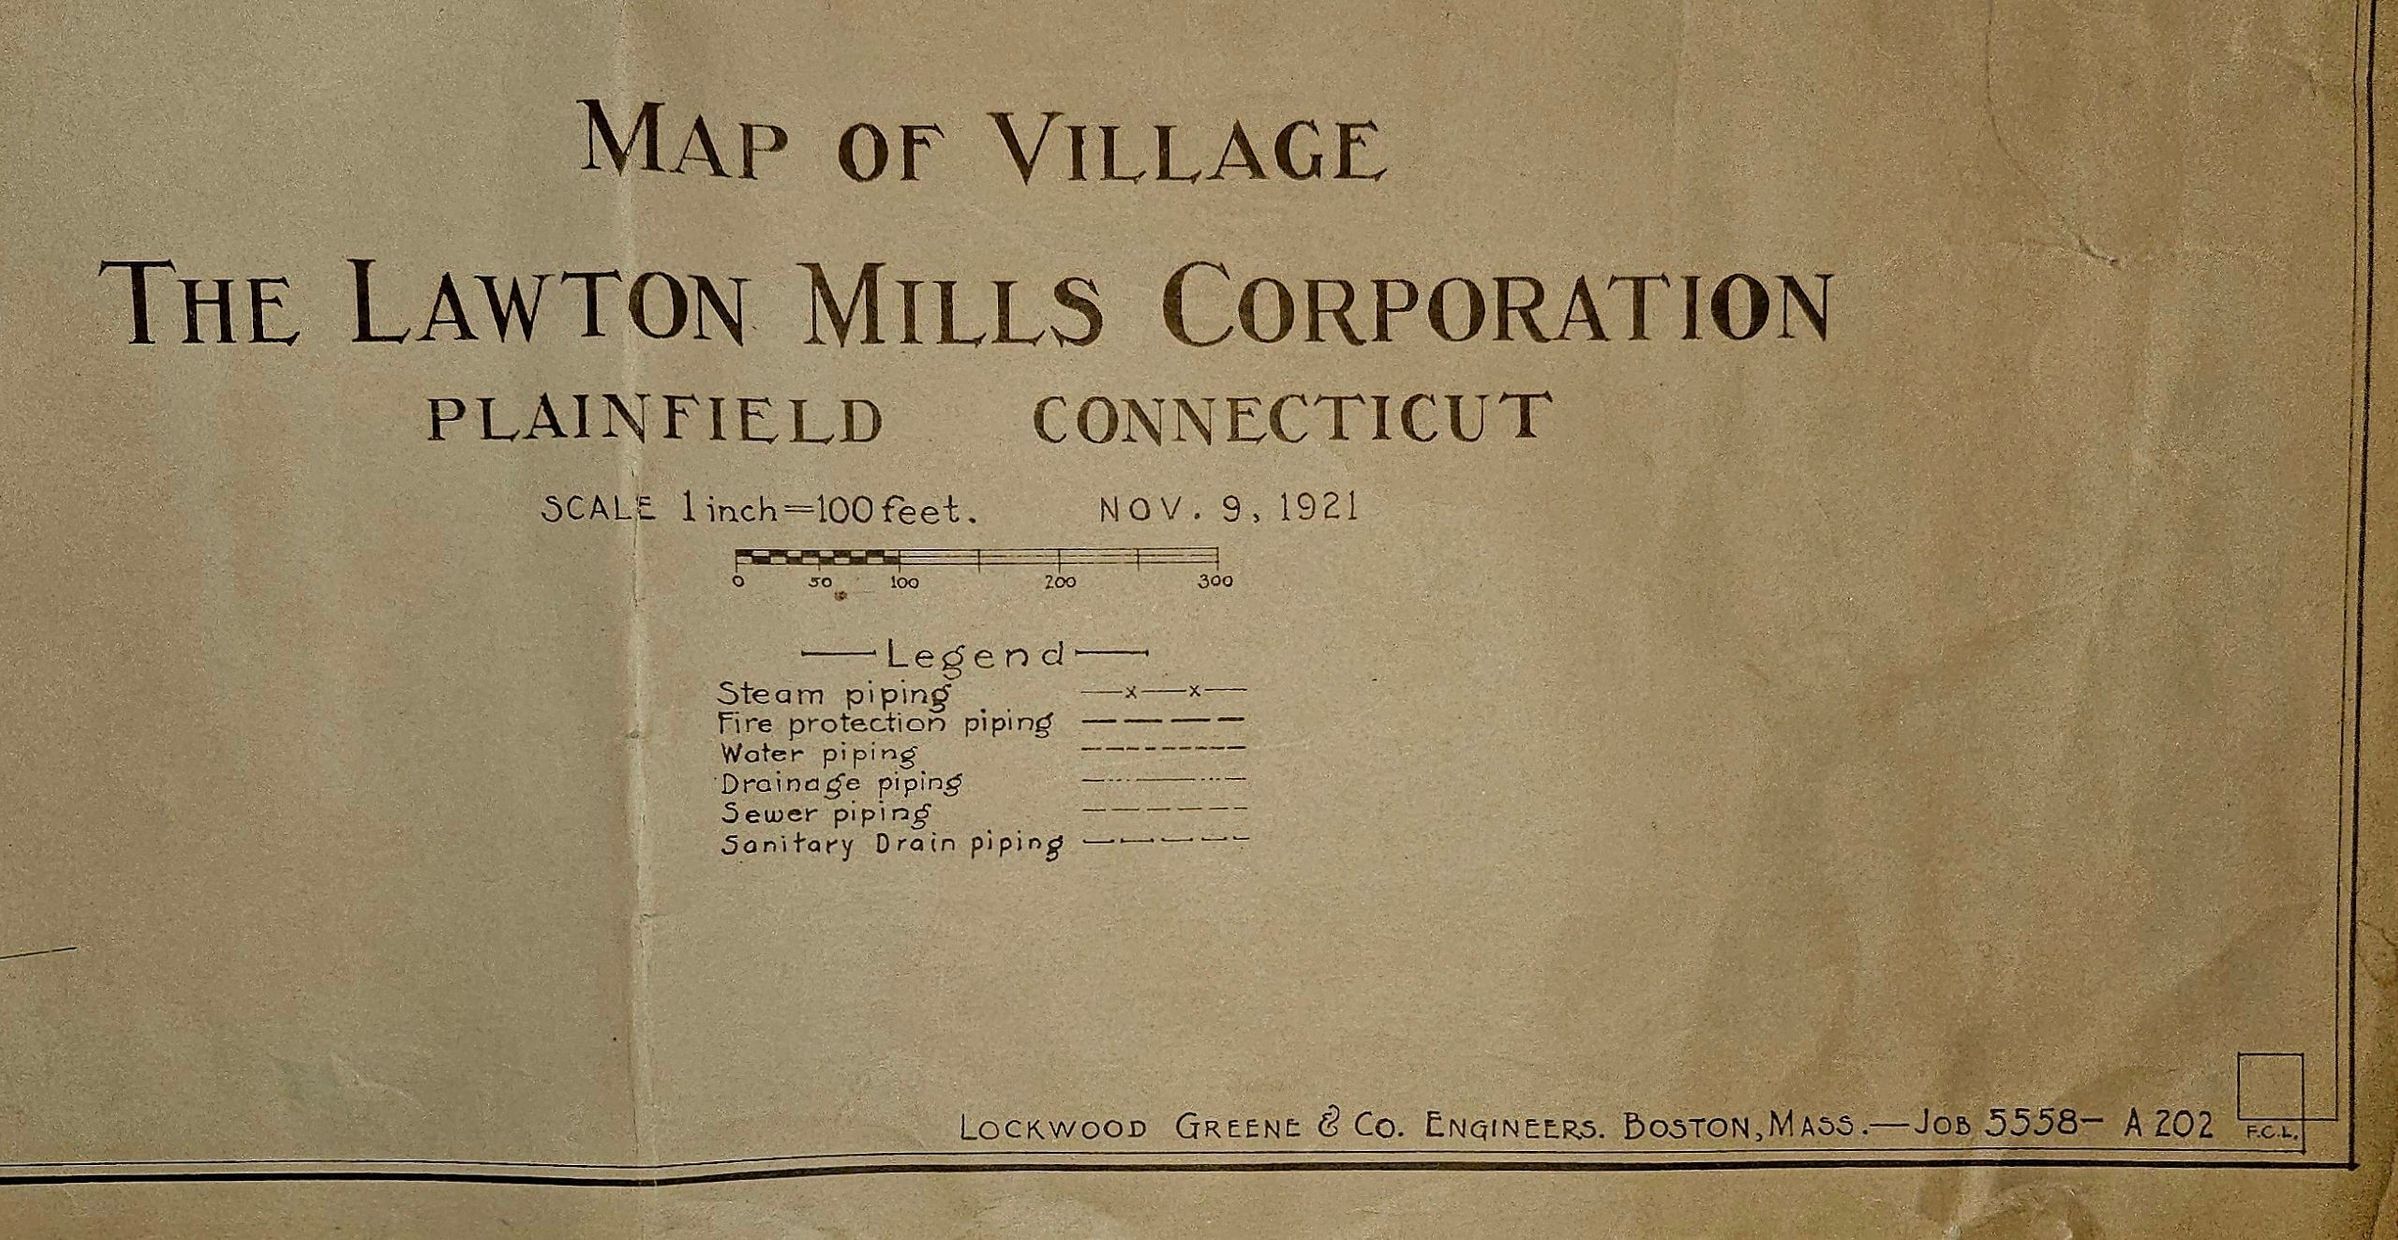 MAP OF VILLAGE
THE LAWTON MILLS CORPORATION
PLAINFIELD CONNECTICUT
SCALE 1 inch=100 feet. NOV. 9, 1921
0 50 100 200 300
Legend
Steam piping
Fire protection piping
Water piping
Drainage piping
Sewer piping
Sanitary Drain piping
LOCKWOOD GREENE & CO. ENGINEERS. BOSTON, MASS.—JOB 5558- A 202
F.C.L.